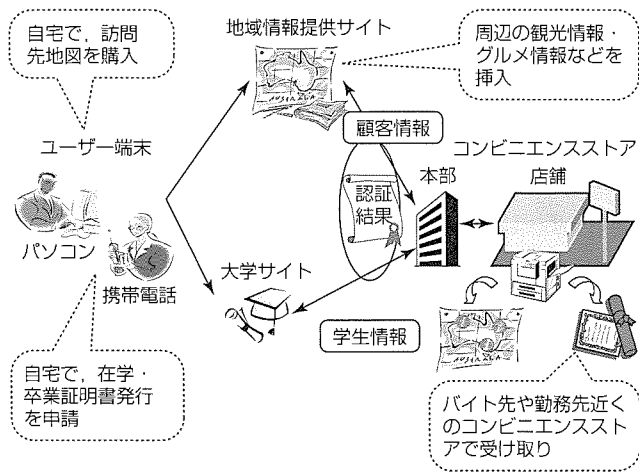 自宅で，訪問
先地図を購入
地域情報提供サイト
周辺の観光情報・
グルメ情報などを
挿入
ユーザー端末
顧客情報
コンビニエンスストア
本部
店舗
認証
結果
パソコン
携帯電話
大学サイト
学生情報
自宅で，在学・
卒業証明書発行
を申請
バイト先や勤務先近く
のコンビニエンススト
アで受け取り